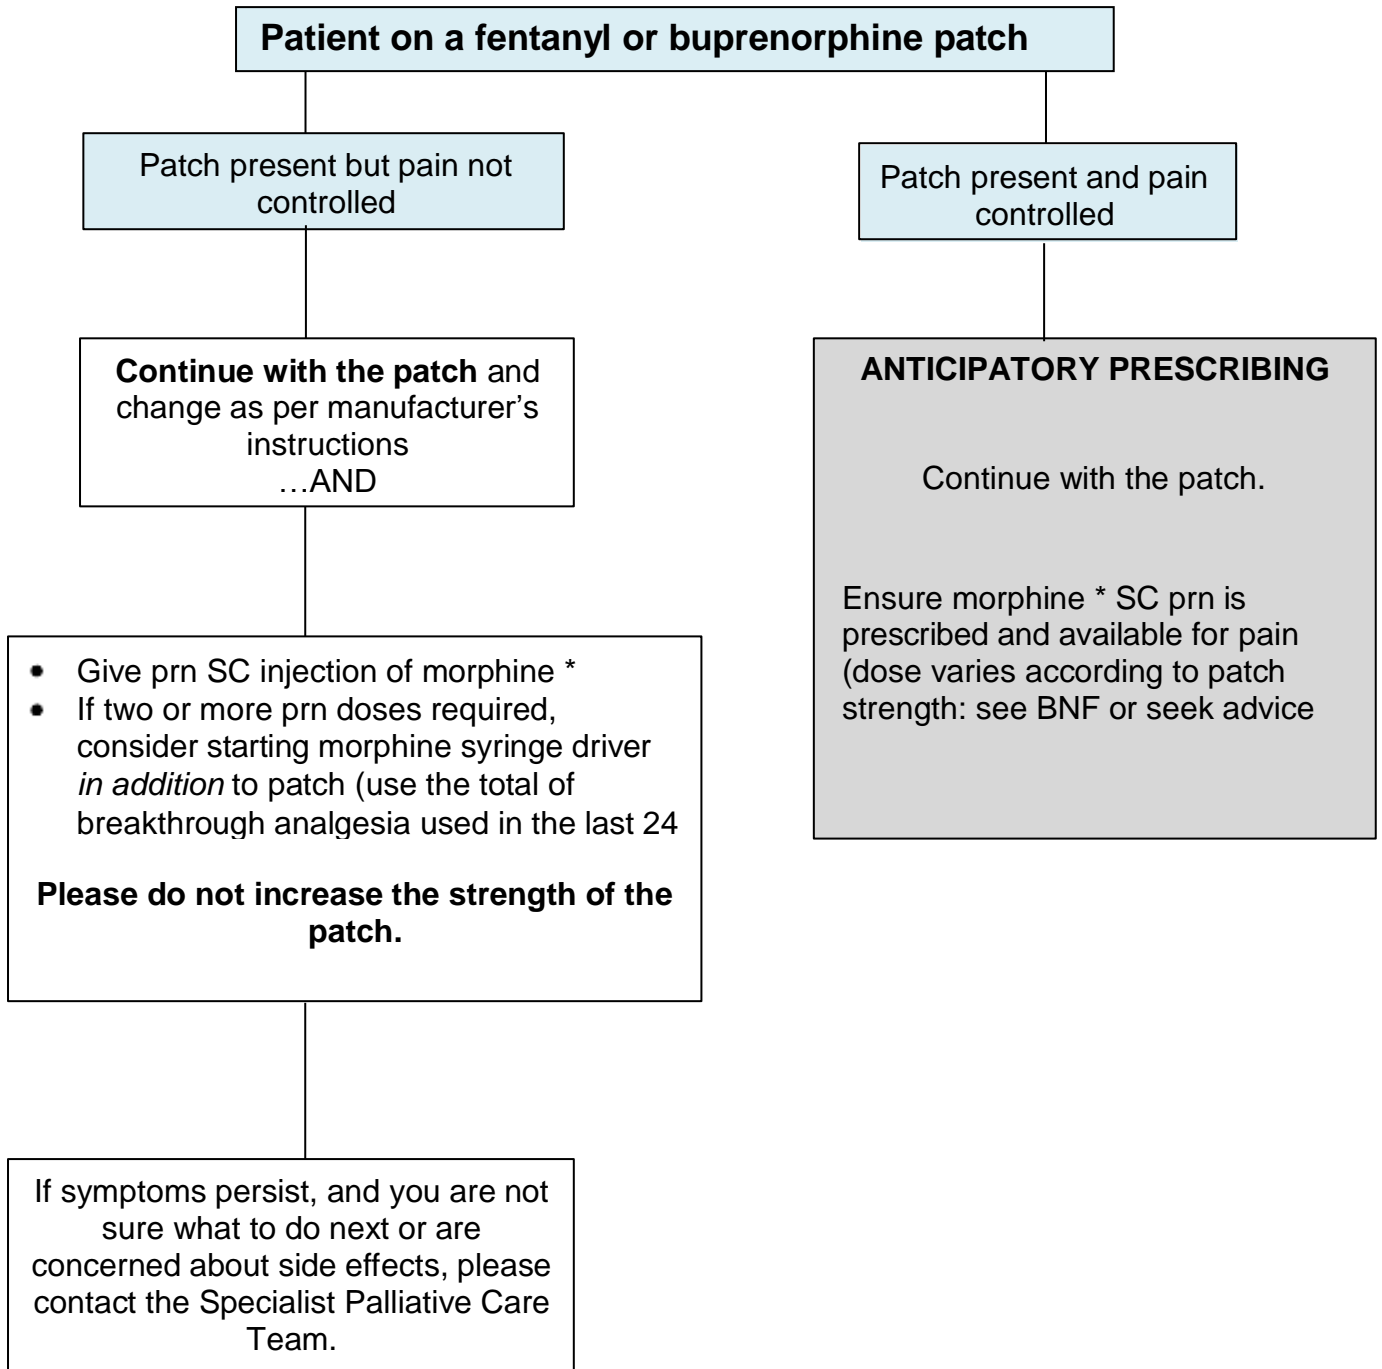 Patient on a fentanyl or buprenorphine patch
Patch present but pain not
controlled
Patch present and pain
controlled
Continue with the patch and
change as per manufacturer’s
instructions
…AND
ANTICIPATORY PRESCRIBING
Continue with the patch.
Ensure morphine * SC prn is
prescribed and available for pain
(dose varies according to patch
strength: see BNF or seek advice
• Give prn SC injection of morphine *
• If two or more prn doses required,
consider starting morphine syringe driver
in addition to patch (use the total of
breakthrough analgesia used in the last 24
Please do not increase the strength of the
patch.
If symptoms persist, and you are not
sure what to do next or are
concerned about side effects, please
contact the Specialist Palliative Care
Team.